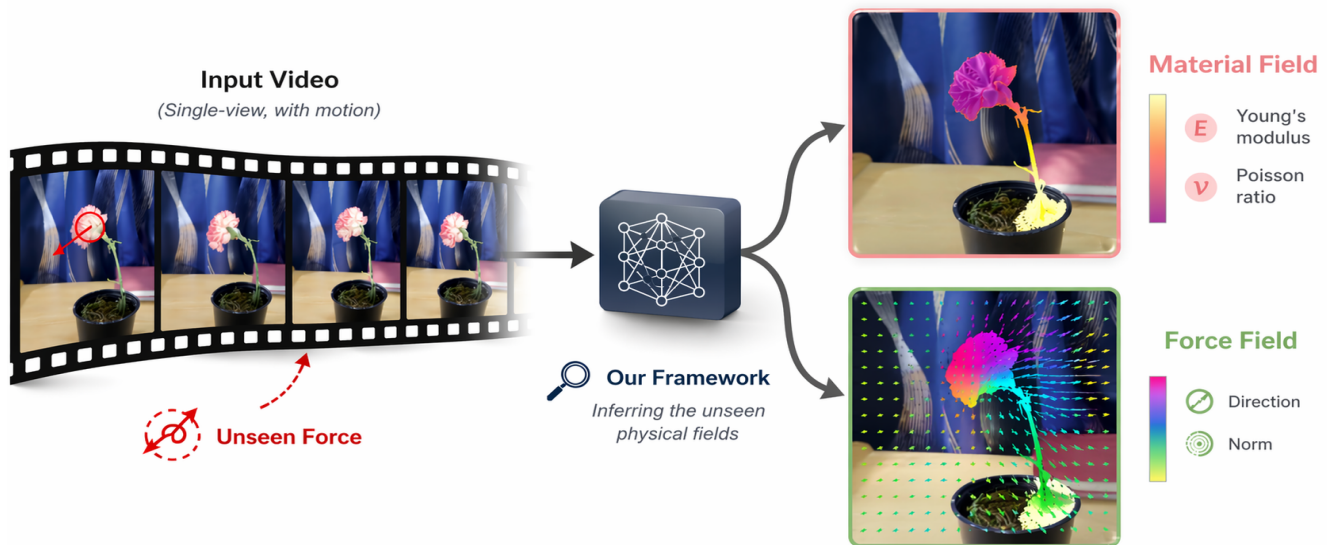 Input Video
(Single-view, with motion)
Unseen Force
Our Framework
Inferring the unseen
physical fields
Material Field
E
Young's
modulus
ν
Poisson
ratio
Force Field
Direction
Norm